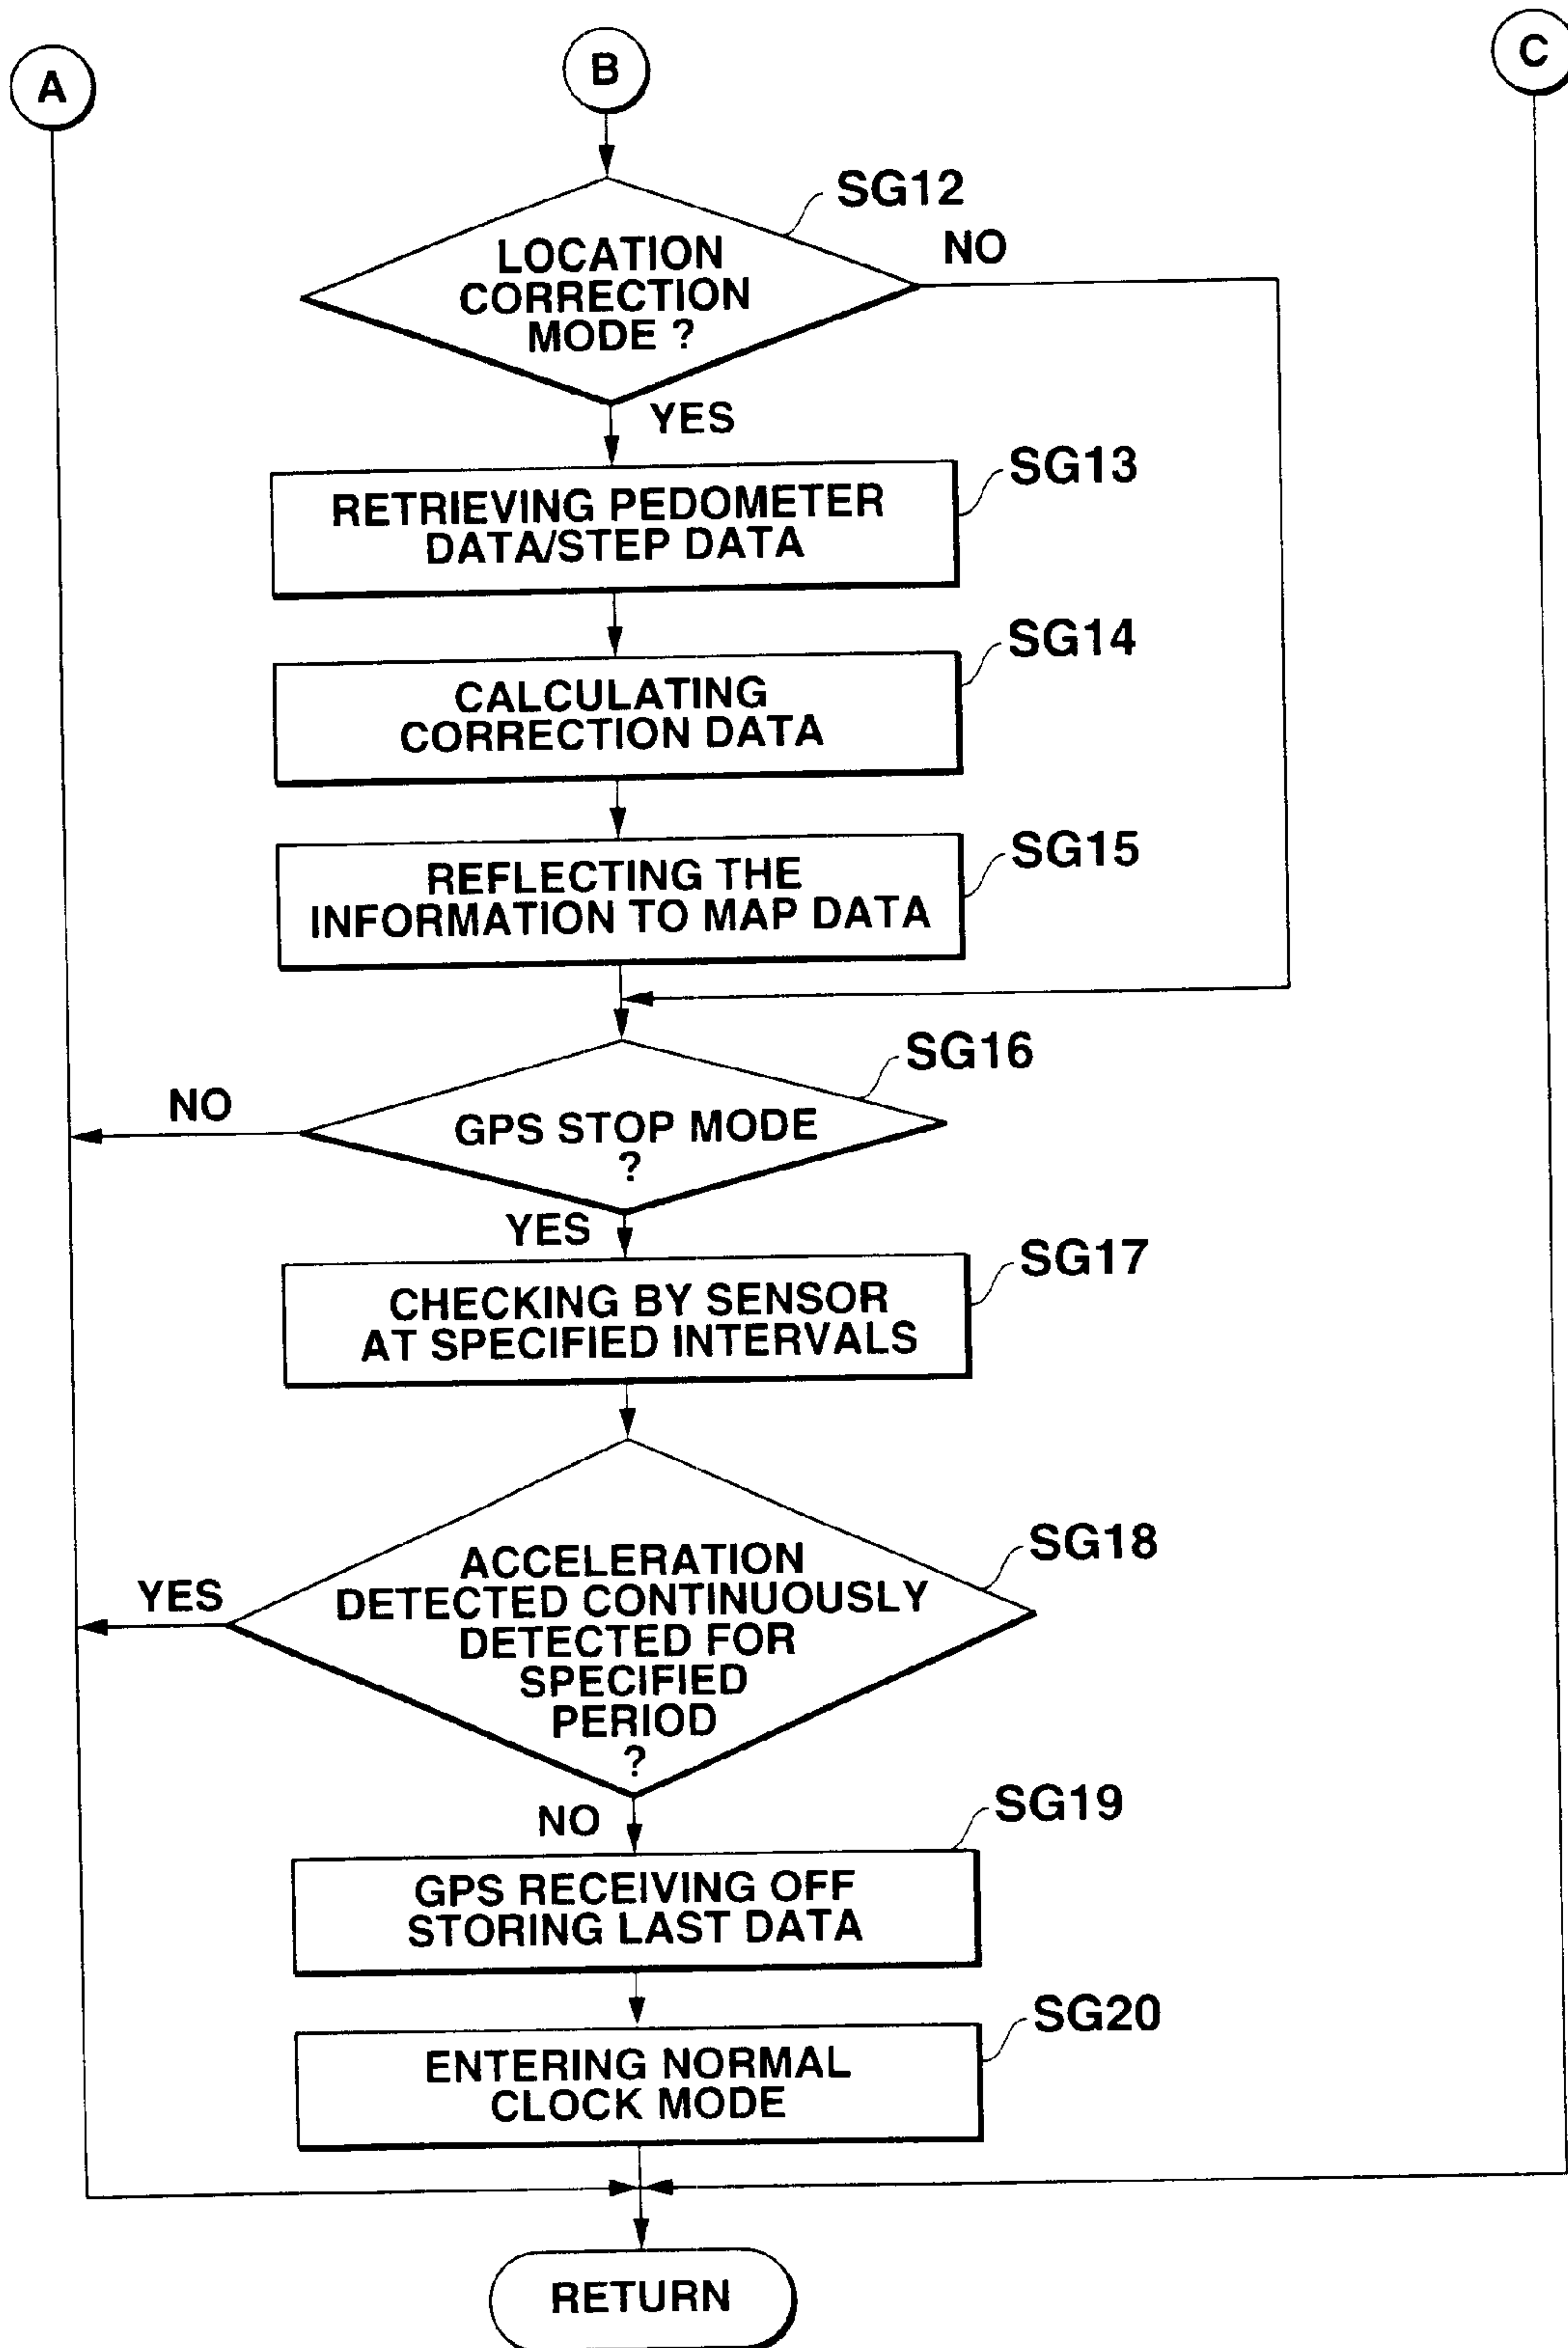 A
B
C
SG12
LOCATION
CORRECTION
MODE ?
NO
YES
SG13
RETRIEVING PEDOMETER
DATA/STEP DATA
SG14
CALCULATING
CORRECTION DATA
SG15
REFLECTING THE
INFORMATION TO MAP DATA
SG16
NO
GPS STOP MODE
?
YES
SG17
CHECKING BY SENSOR
AT SPECIFIED INTERVALS
SG18
YES
ACCELERATION
DETECTED CONTINUOUSLY
DETECTED FOR
SPECIFIED
PERIOD
?
NO
SG19
GPS RECEIVING OFF
STORING LAST DATA
SG20
ENTERING NORMAL
CLOCK MODE
RETURN